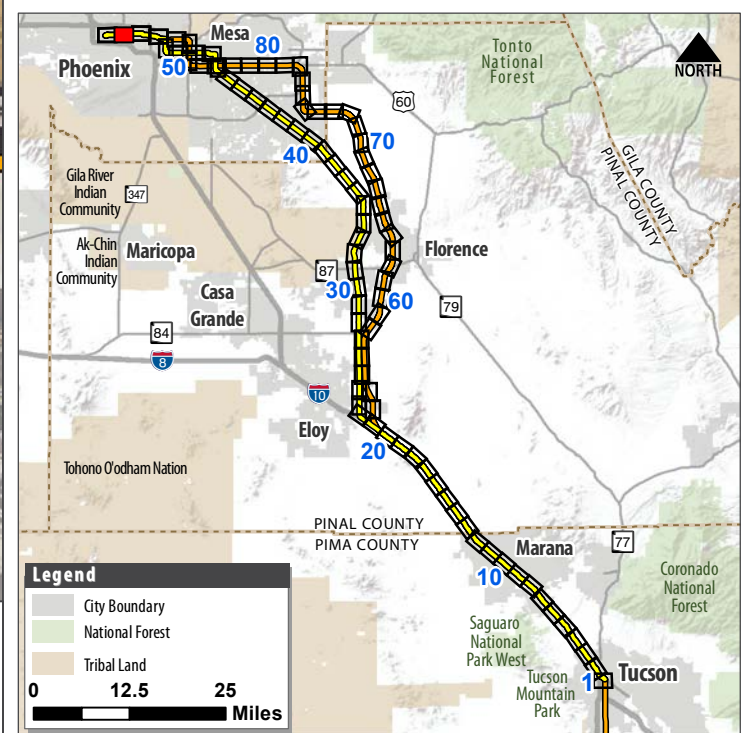 Mesa
80
Tonto
National
Forest
NORTH
Phoenix
50
60
70
40
GILA COUNTY
PINAL COUNTY
Gila River
Indian
Community
347
Ak-Chin
Indian
Community
Maricopa
Florence
87
Casa
Grande
30
60
79
84
8
10
Eloy
20
Tohono O'odham Nation
PINAL COUNTY
PIMA COUNTY
77
Marana
10
Coronado
National
Forest
Saguaro
National
Park West
Tucson
Mountain
Park
1
Tucson
Legend
City Boundary
National Forest
Tribal Land
0 12.5 25
Miles